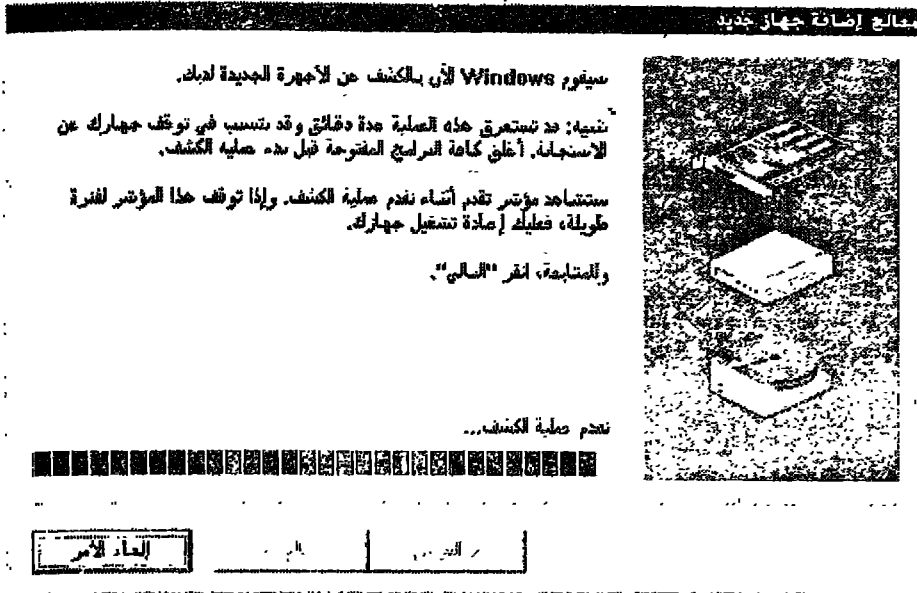 معالج إضافة جهاز جديد
سيقوم Windows الآن بالكشف عن الأجهزة الجديدة لديك.
تنبيه: قد تستغرق هذه العملية عدة دقائق وقد تتسبب في توقف جهازك عن
الاستجابة. أغلق كافة البرامج المفتوحة قبل بدء عملية الكشف.
ستشاهد مؤشر تقدم أثناء تقدم عملية الكشف. وإذا توقف هذا المؤشر لفترة
طويلة، فعليك إعادة تشغيل جهازك.
وللمتابعة، انقر "التالي".
تقدم عملية الكشف...
إلغاء الأمر